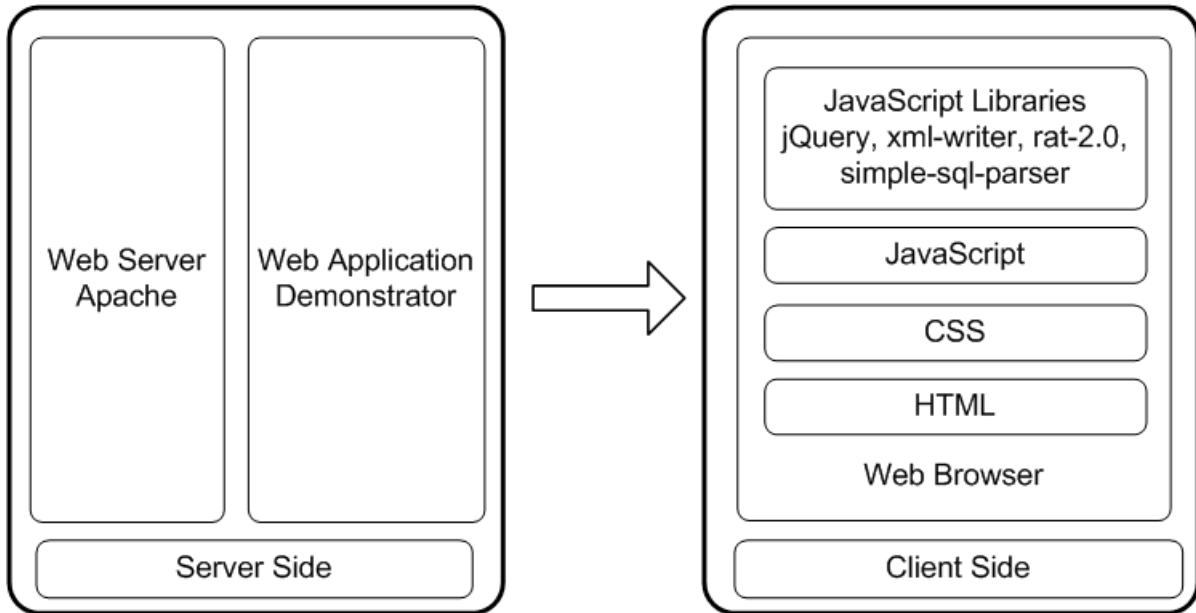 Web Server
Apache
Web Application
Demonstrator
Server Side
JavaScript Libraries
jQuery, xml-writer, rat-2.0,
simple-sql-parser
JavaScript
CSS
HTML
Web Browser
Client Side